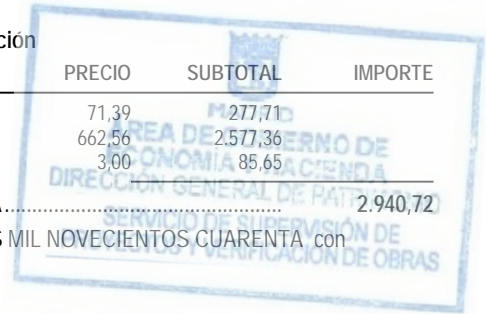 ción
PRECIO SUBTOTAL IMPORTE
71,39 277,71
662,56 2.577,36
3,00 85,65
A.............................................................. 2.940,72
S MIL NOVECIENTOS CUARENTA con
MADRID
ÁREA DE GOBIERNO DE
ECONOMÍA Y HACIENDA
DIRECCIÓN GENERAL DE PATRIMONIO
SERVICIO DE SUPERVISIÓN DE
PROYECTOS Y VERIFICACIÓN DE OBRAS